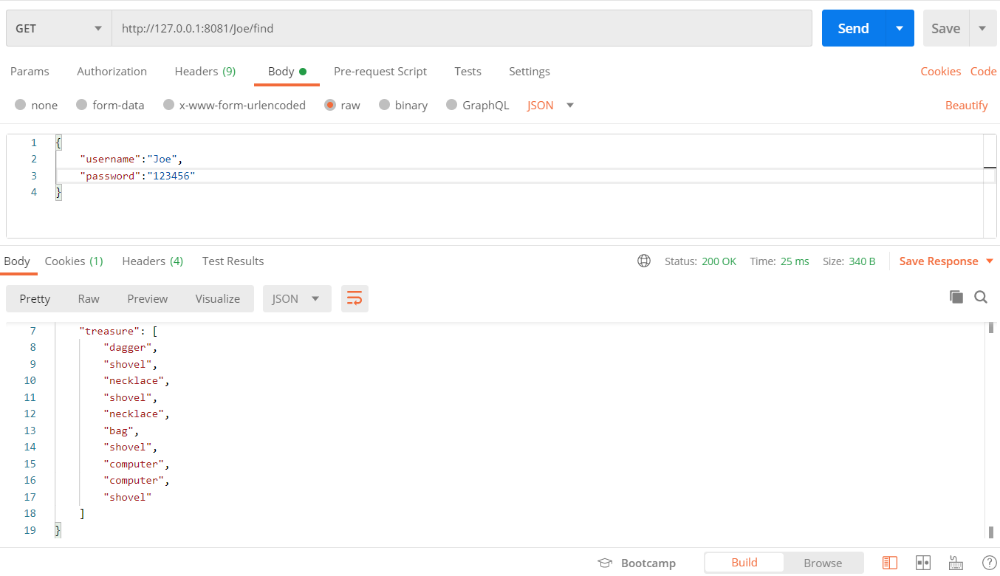 GET http://127.0.0.1:8081/Joe/find Send Save
Params Authorization Headers (9) Body Pre-request Script Tests Settings Cookies Code
none form-data x-www-form-urlencoded raw binary GraphQL JSON Beautify
1 {
2 "username":"Joe",
3 "password":"123456"
4 }
Body Cookies (1) Headers (4) Test Results Status: 200 OK Time: 25 ms Size: 340 B Save Response
Pretty Raw Preview Visualize JSON
7 "treasure": [
8 "dagger",
9 "shovel",
10 "necklace",
11 "shovel",
12 "necklace",
13 "bag",
14 "shovel",
15 "computer",
16 "computer",
17 "shovel"
18 ]
19 }
Bootcamp Build Browse ?